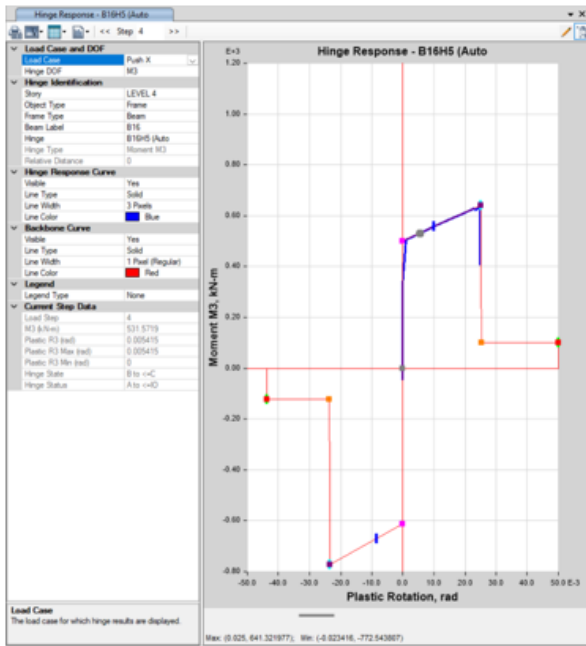 Hinge Response - B16H5 (Auto
<< Step 4 >>
Load Case and DOF
Load Case Push X
Hinge DOF M3
Hinge Identification
Story LEVEL 4
Object Type Frame
Frame Type Beam
Beam Label B16
Hinge B16H5 (Auto
Hinge Type Moment M3
Relative Distance 0
Hinge Response Curve
Visible Yes
Line Type Solid
Line Width 3 Pixels
Line Color Blue
Backbone Curve
Visible Yes
Line Type Solid
Line Width 1 Pixel (Regular)
Line Color Red
Legend
Legend Type None
Current Step Data
Load Step 4
M3 (kN-m) 531.5719
Plastic R3 (rad) 0.005415
Plastic R3 Max (rad) 0.005415
Plastic R3 Min (rad) 0
Hinge State B to <=C
Hinge Status A to <=IO
Load Case
The load case for which hinge results are displayed.
Hinge Response - B16H5 (Auto
E+3
1.20
1.00
0.80
0.60
0.40
0.20
0.00
-0.20
-0.40
-0.60
-0.80
Moment M3, kN-m
-50.0 -40.0 -30.0 -20.0 -10.0 0.0 10.0 20.0 30.0 40.0 50.0 E-3
Plastic Rotation, rad
Max: (0.025, 641.321977); Min: (-0.023416, -772.543807)